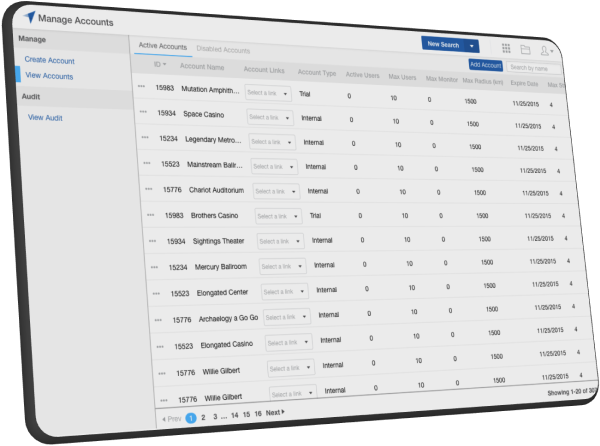 Manage Accounts
New Search
Manage
Create Account
View Accounts
Audit
View Audit
Active Accounts Disabled Accounts
Add Account Search by name
ID Account Name Account Links Account Type Active Users Max Users Max Monitor Max Radius (km) Expire Date
15983 Mutation Amphith... Select a link Trial 0 10 0 1500 11/25/2015 4
15934 Space Casino Select a link Internal 0 10 0 1500 11/25/2015 4
15234 Legendary Metro... Select a link Internal 0 10 0 1500 11/25/2015 4
15523 Mainstream Ballr... Select a link Internal 0 10 0 1500 11/25/2015 4
15776 Chariot Auditorium Select a link Internal 0 10 0 1500 11/25/2015 4
15983 Brothers Casino Select a link Trial 0 10 0 1500 11/25/2015 4
15934 Sightings Theater Select a link Internal 0 10 0 1500 11/25/2015 4
15234 Mercury Ballroom Select a link Internal 0 10 0 1500 11/25/2015 4
15523 Elongated Center Select a link Internal 0 10 0 1500 11/25/2015 4
15776 Archaelogy a Go Go Select a link Internal 0 10 0 1500 11/25/2015 4
15523 Elongated Casino Select a link Internal 0 10 0 1500 11/25/2015 4
15776 Willie Gilbert Select a link Internal 0 10 0 1500 11/25/2015 4
15776 Willie Gilbert Select a link Internal 0 10 0 1500 11/25/2015 4
Prev 1 2 3 ... 14 15 16 Next
Showing 1-20 of